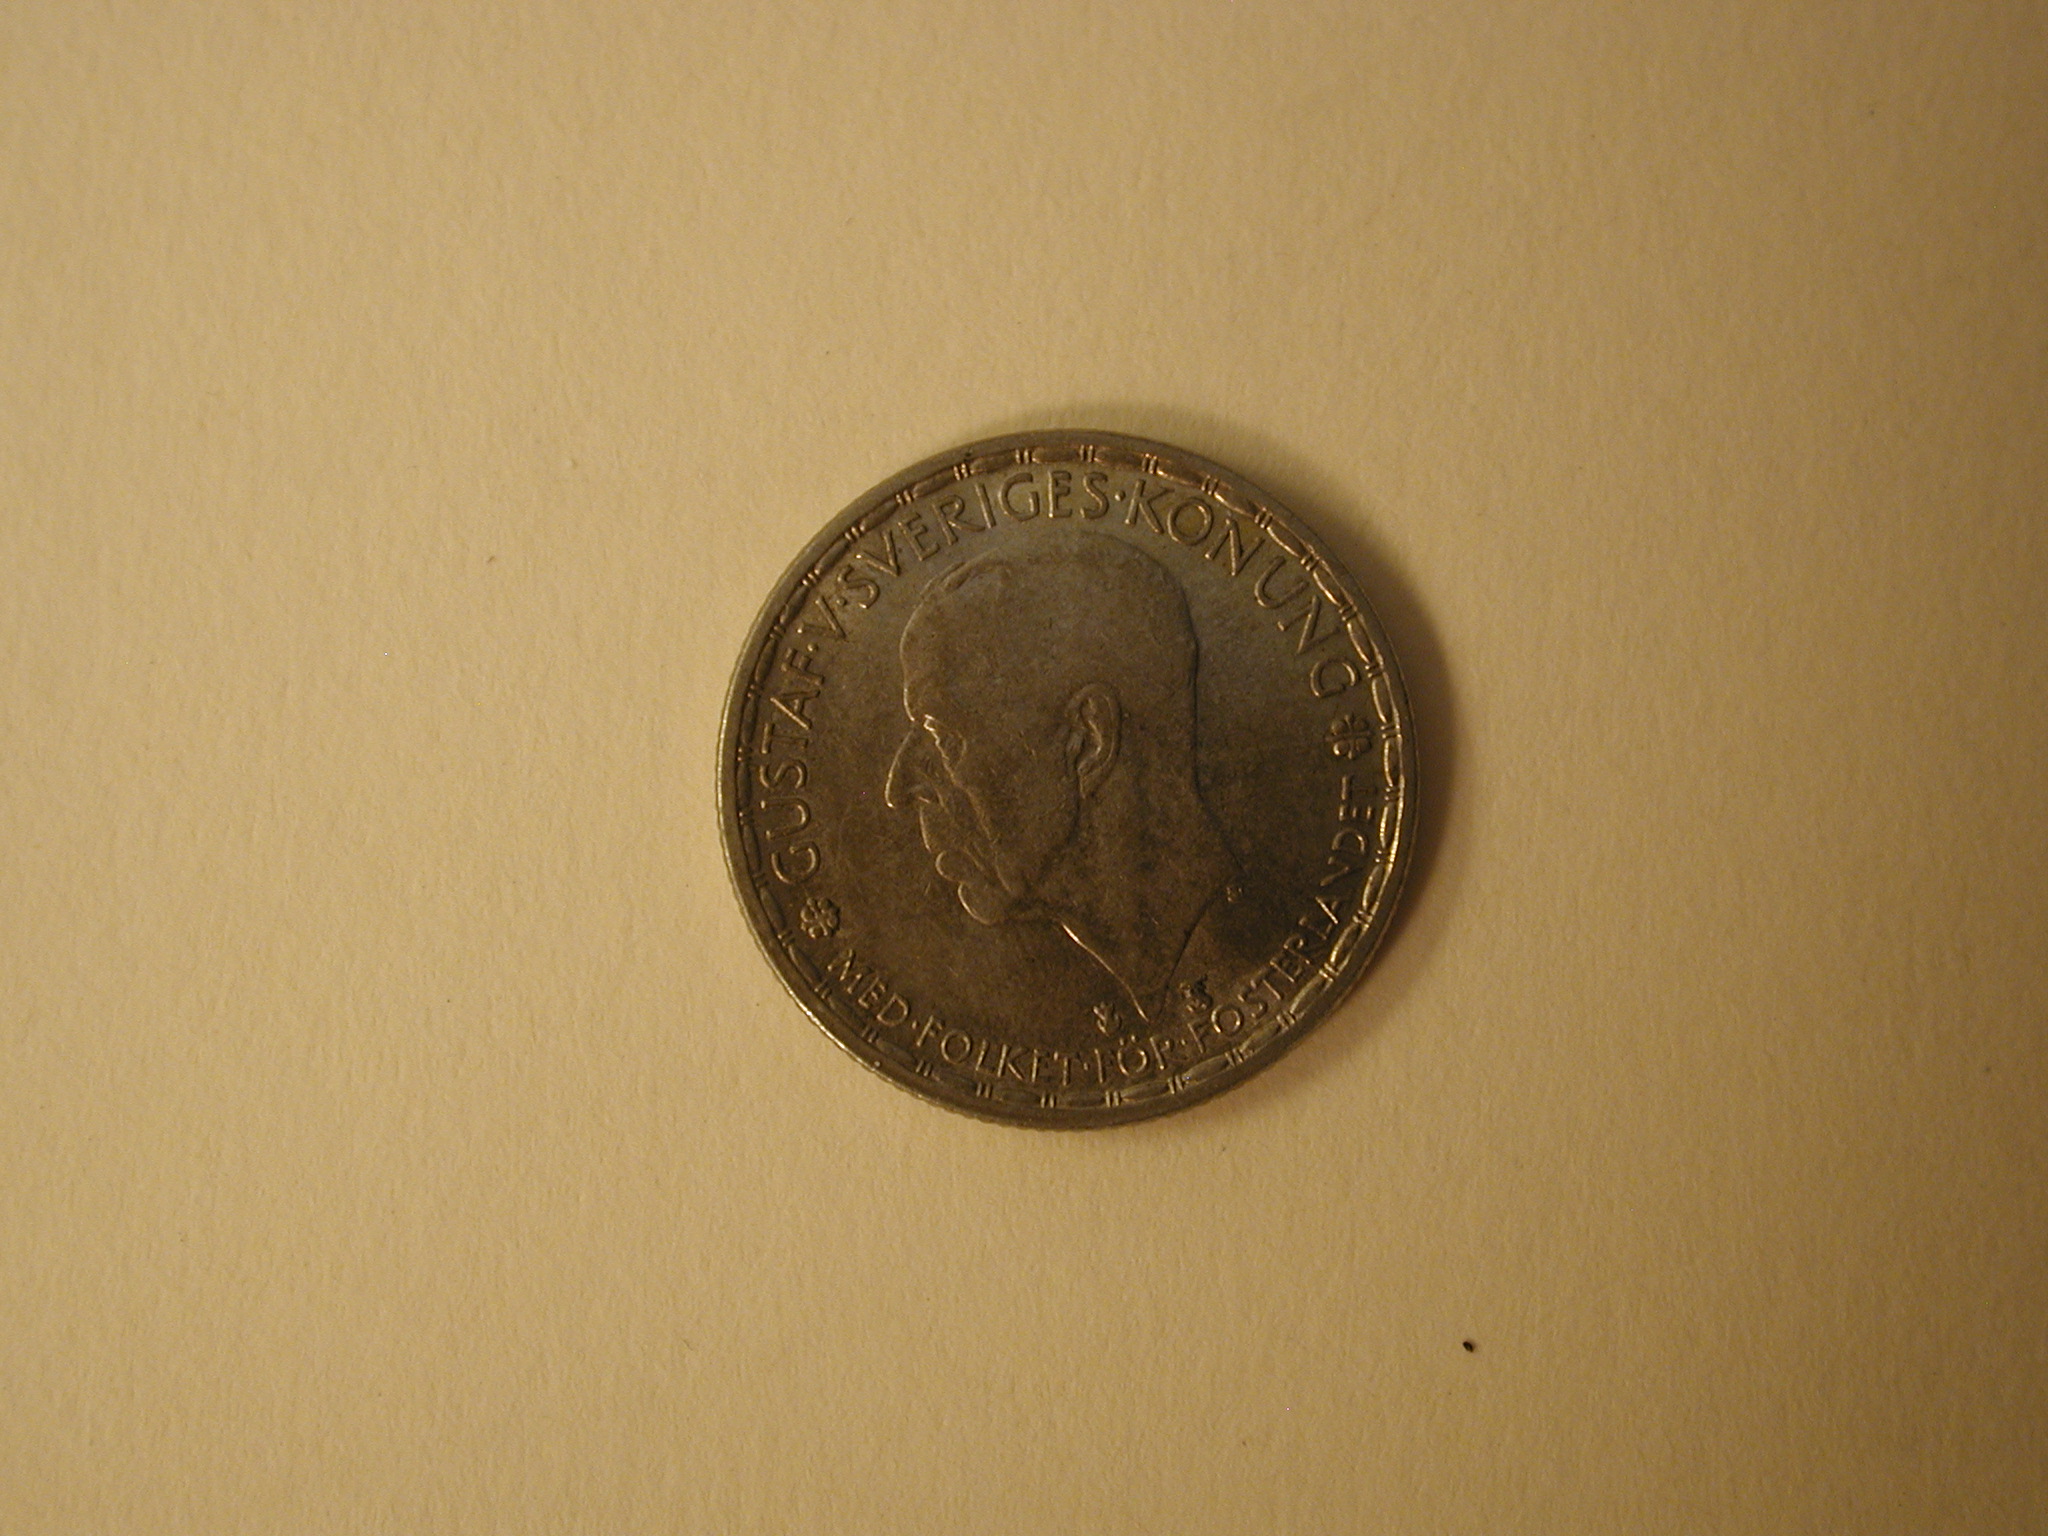 GUSTAF·V·SVERIGES·KONUNG
MED·FOLKET·FÖR·FOSTERLANDET